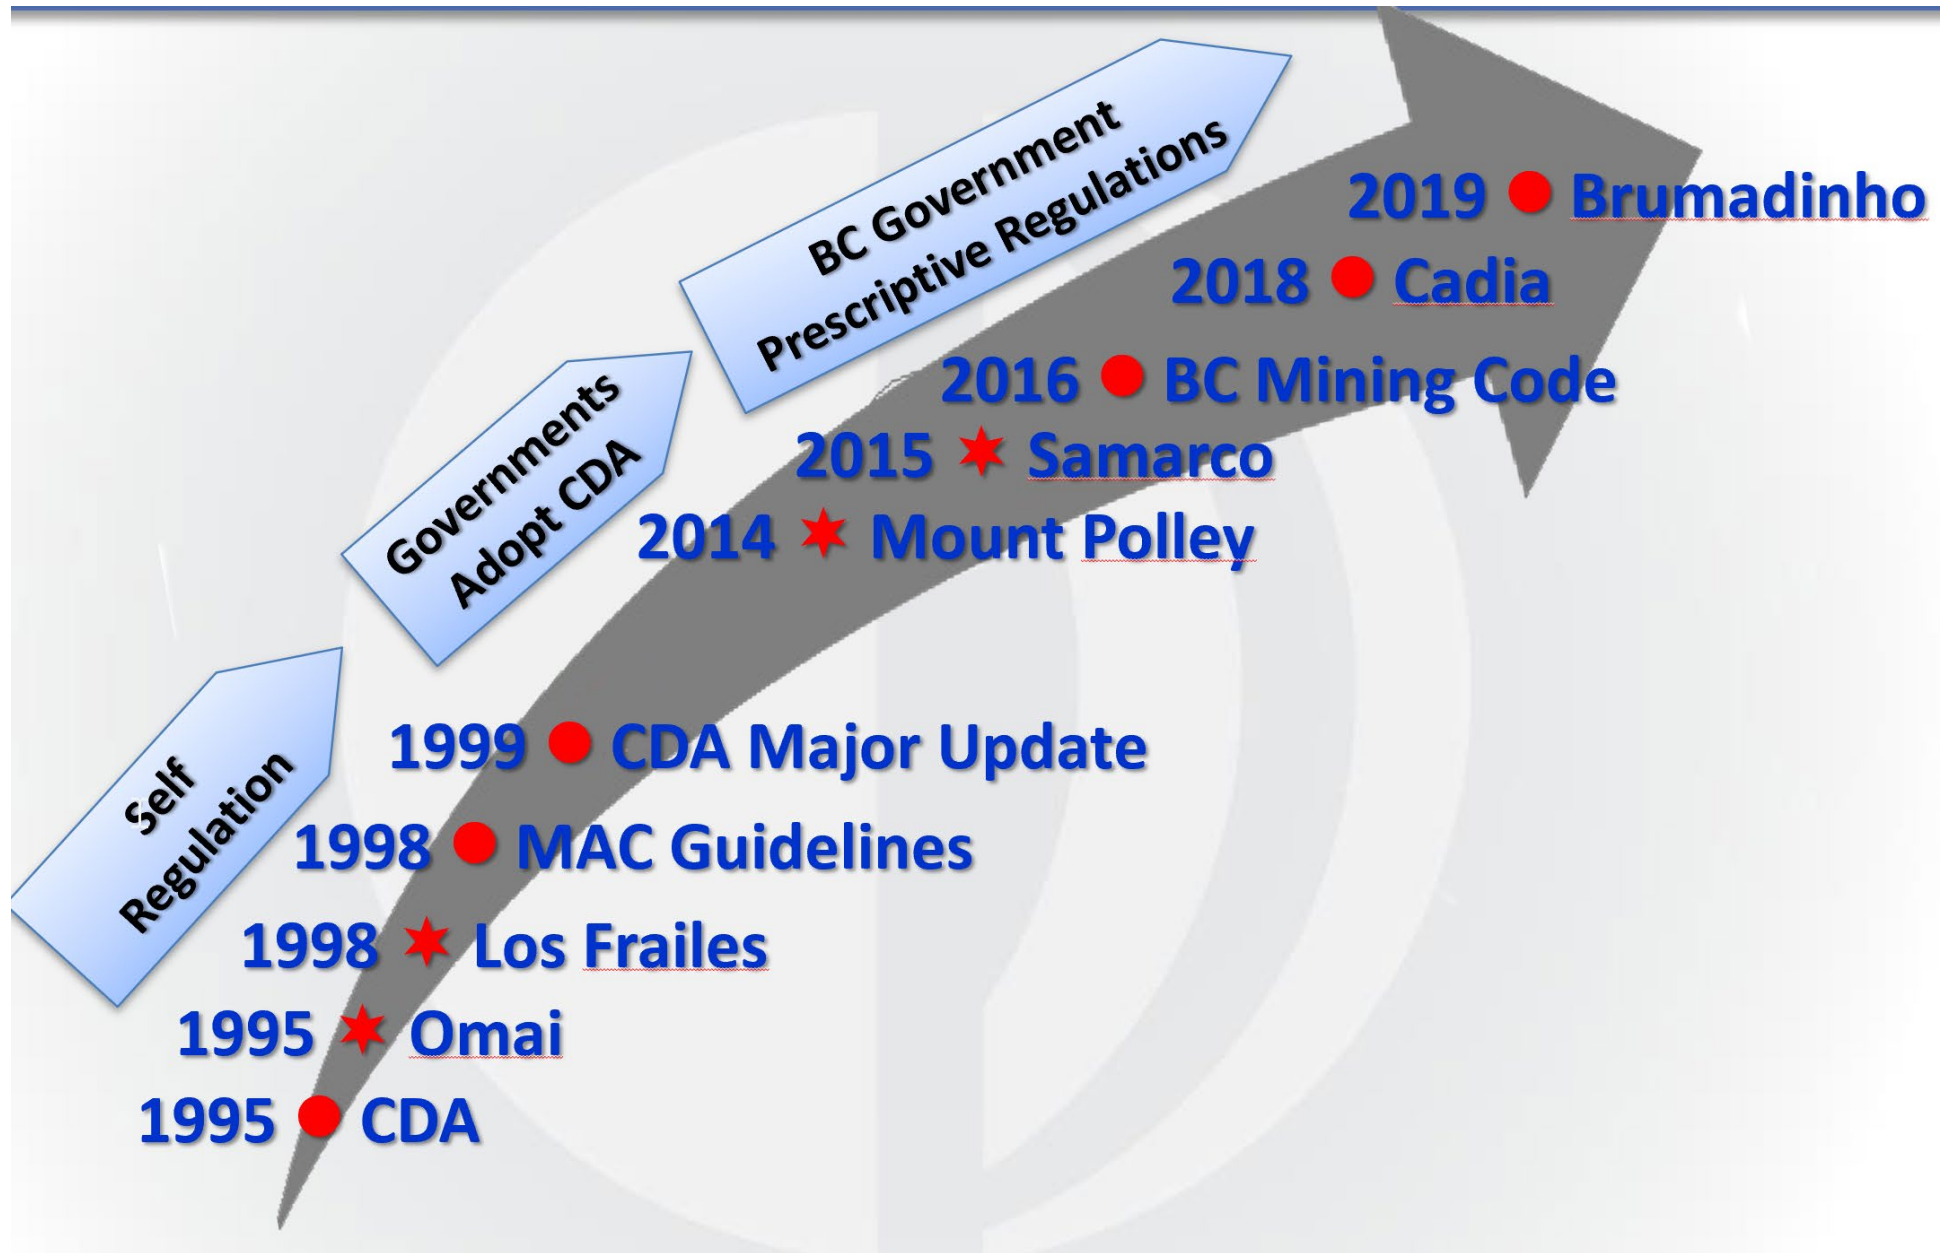 BC Government
Prescriptive Regulations
Governments
Adopt CDA
Self
Regulation
2019 Brumadinho
2018 Cadia
2016 BC Mining Code
2015 Samarco
2014 Mount Polley
1999 CDA Major Update
1998 MAC Guidelines
1998 Los Frailes
1995 Omai
1995 CDA